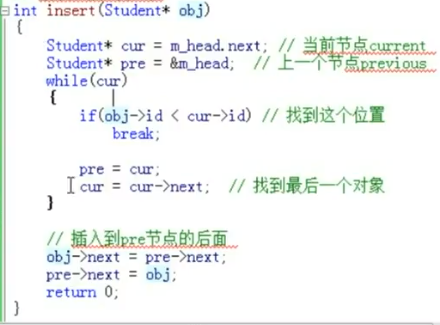 int insert(Student* obj)
{
Student* cur = m_head.next; // 当前节点current
Student* pre = &m_head; // 上一个节点previous
while(cur)
{
if(obj->id < cur->id) // 找到这个位置
break;
pre = cur;
cur = cur->next; // 找到最后一个对象
}
// 插入到pre节点的后面
obj->next = pre->next;
pre->next = obj;
return 0;
}